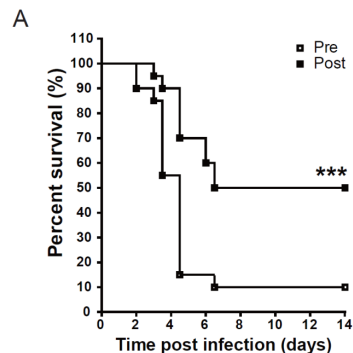 A
Pre
Post
Percent survival (%)
110
100
90
80
70
60
50
40
30
20
10
0
***
0 2 4 6 8 10 12 14
Time post infection (days)